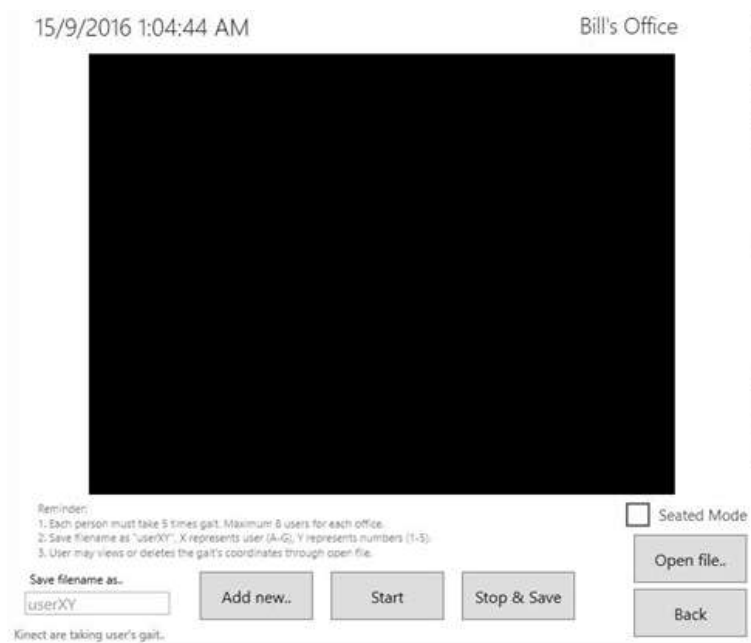 15/9/2016 1:04:44 AM
Bill's Office
Reminder:
1. Each person must take 5 times gait. Maximum 6 users for each office.
2. Save filename as "userXY", X represents user (A-G), Y represents numbers (1-5).
3. User may views or deletes the gait's coordinates through open file.
Seated Mode
Open file..
Save filename as..
userXY
Add new..
Start
Stop & Save
Back
Kinect are taking user's gait..